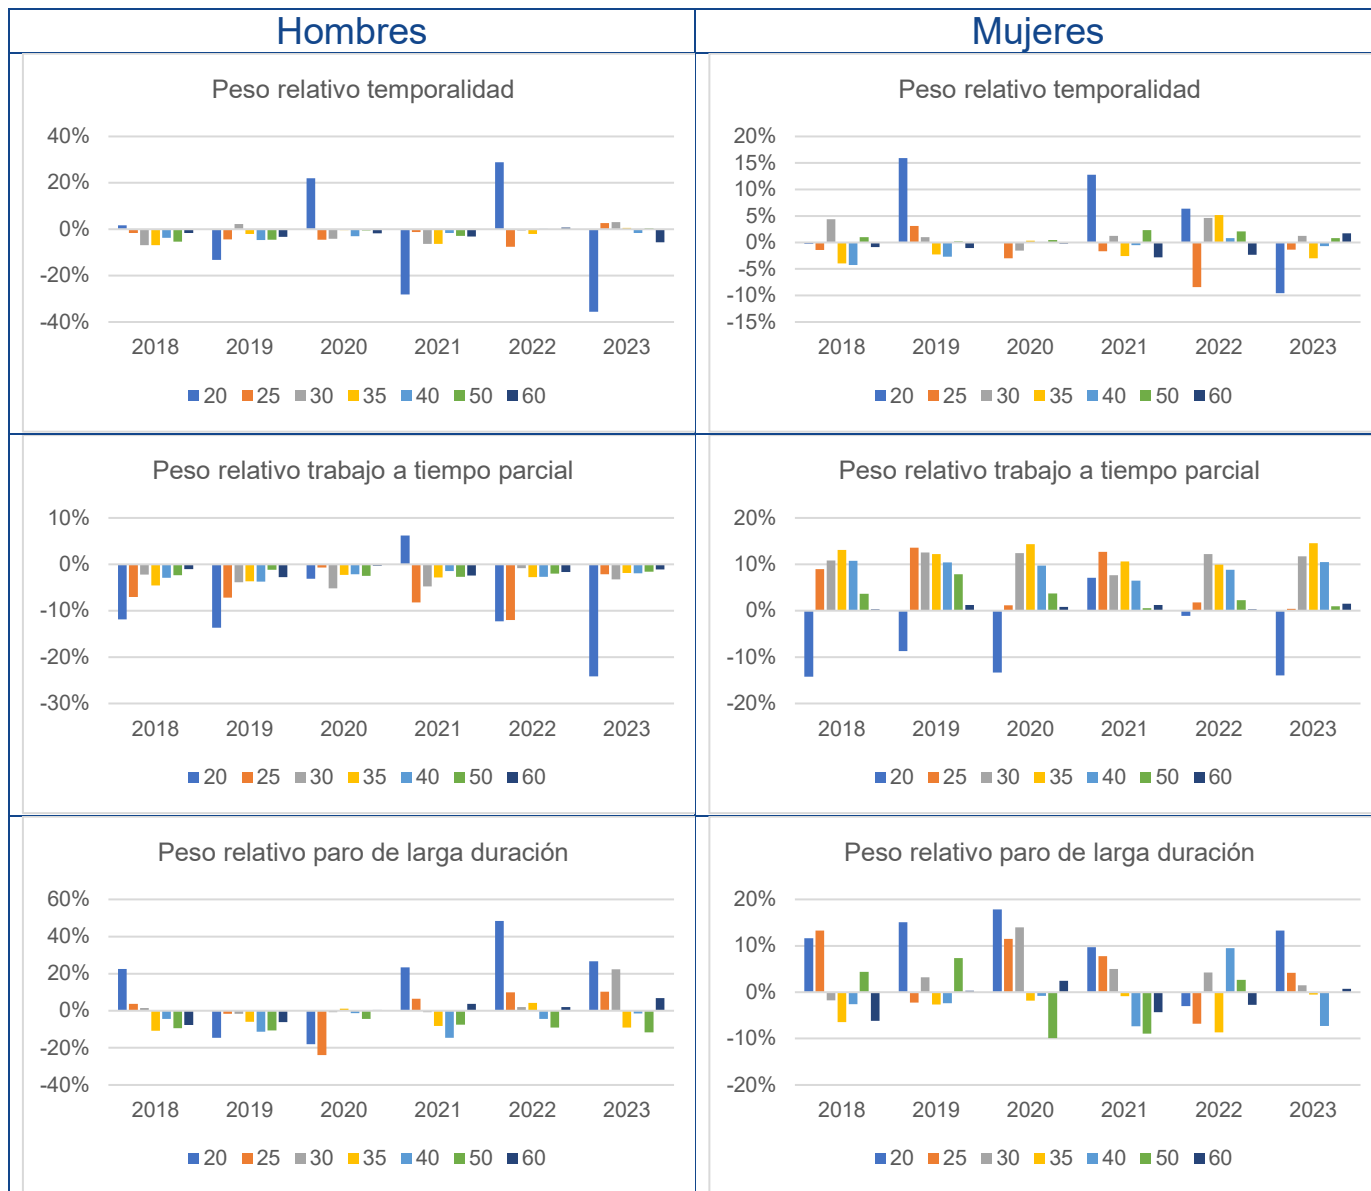 Hombres
Mujeres
Peso relativo temporalidad
40%
20%
0%
-20%
-40%
2018 2019 2020 2021 2022 2023
20 25 30 35 40 50 60
Peso relativo temporalidad
20%
15%
10%
5%
0%
-5%
-10%
-15%
2018 2019 2020 2021 2022 2023
20 25 30 35 40 50 60
Peso relativo trabajo a tiempo parcial
10%
0%
-10%
-20%
-30%
2018 2019 2020 2021 2022 2023
20 25 30 35 40 50 60
Peso relativo trabajo a tiempo parcial
20%
10%
0%
-10%
-20%
2018 2019 2020 2021 2022 2023
20 25 30 35 40 50 60
Peso relativo paro de larga duración
60%
40%
20%
0%
-20%
-40%
2018 2019 2020 2021 2022 2023
20 25 30 35 40 50 60
Peso relativo paro de larga duración
20%
10%
0%
-10%
-20%
2018 2019 2020 2021 2022 2023
20 25 30 35 40 50 60